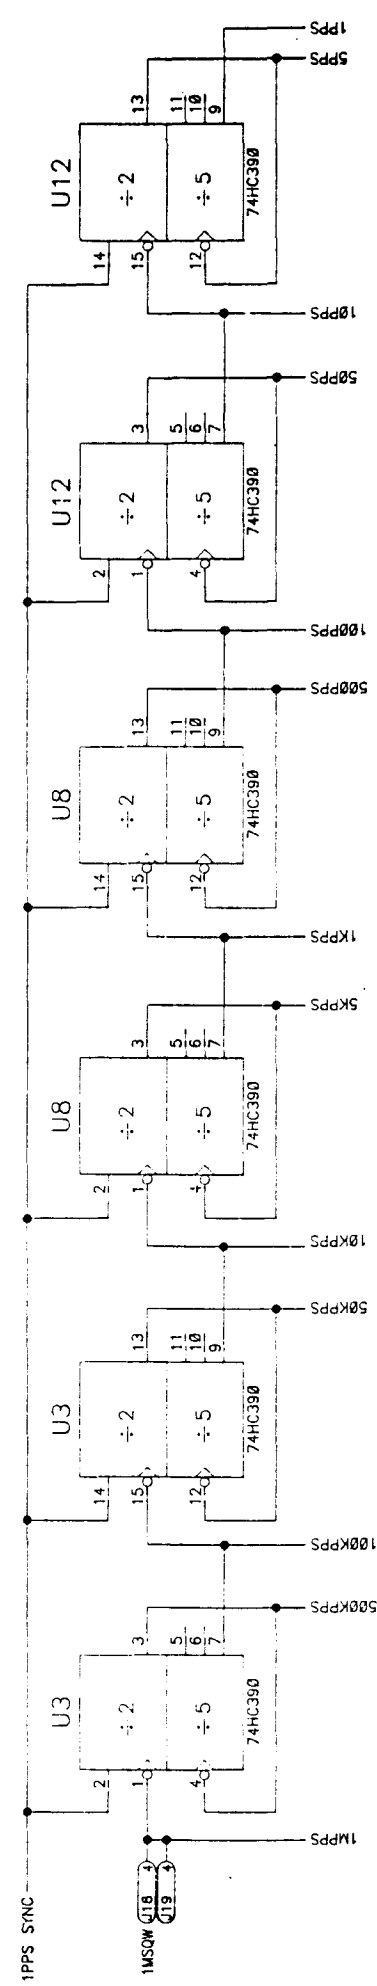 1PPS
5PPS
13
11
10
9
U12
÷2
÷5
74HC390
14
15
12
10PPS
50PPS
3
5
6
7
U12
÷2
÷5
74HC390
2
1
4
100PPS
500PPS
13
11
10
9
U8
÷2
÷5
74HC390
14
15
12
1KPPS
5KPPS
3
5
6
7
U8
÷2
÷5
74HC390
2
1
4
10KPPS
50KPPS
13
11
10
9
U3
÷2
÷5
74HC390
14
15
12
100KPPS
500KPPS
3
5
6
7
U3
÷2
÷5
74HC390
2
1
4
1MPPS
1PPS SYNC
1MSQW J18 4
J19 4